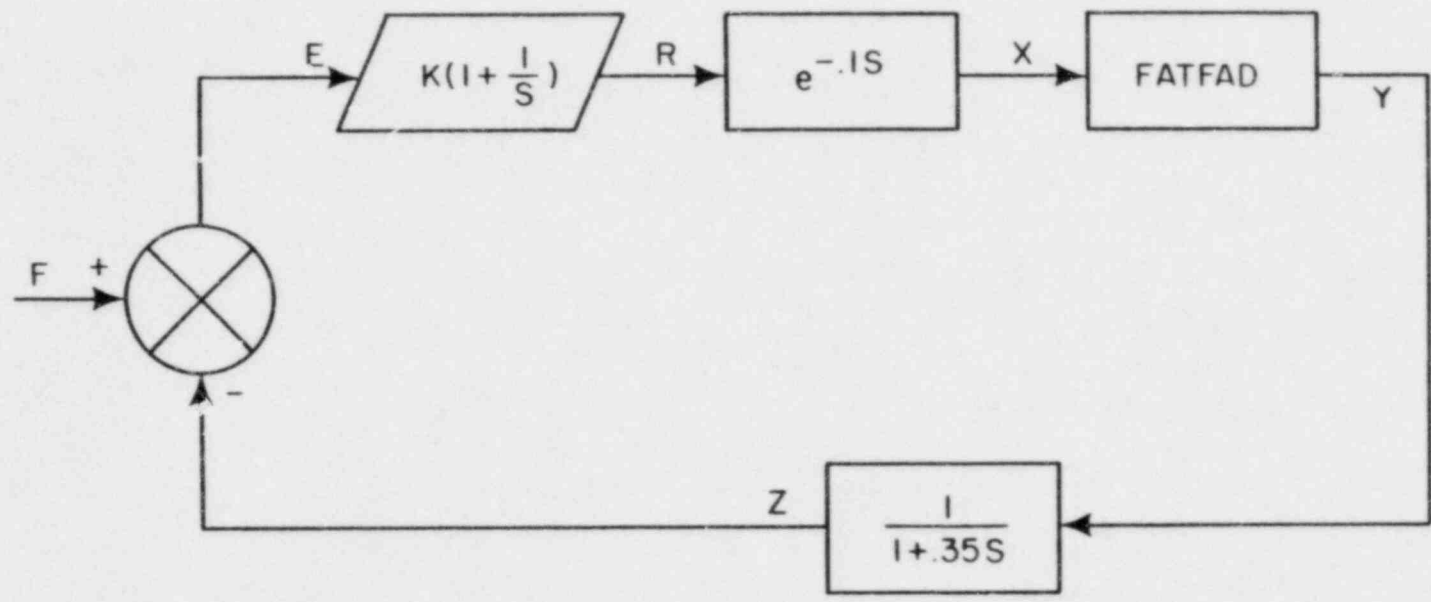 E
K(1+1/S)
R
e^-.1S
X
FATFAD
Y
F
+
-
Z
1/1+.35S